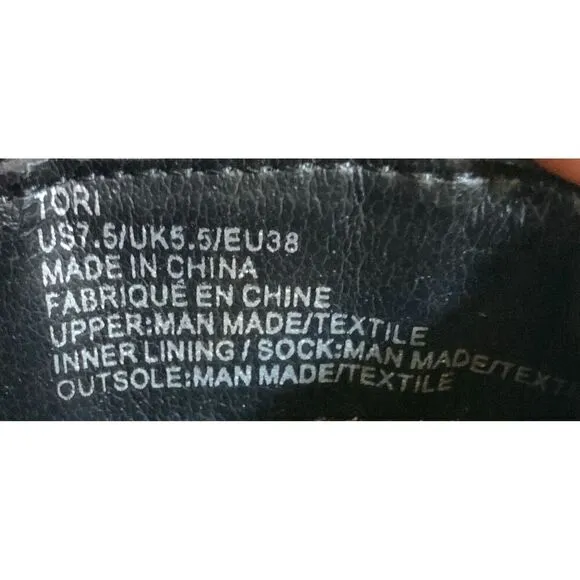 TORI
US7.5/UK5.5/EU38
MADE IN CHINA
FABRIQUÉ EN CHINE
UPPER:MAN MADE/TEXTILE
INNER LINING / SOCK:MAN MADE/TEXT
OUTSOLE:MAN MADE/TEXTILE